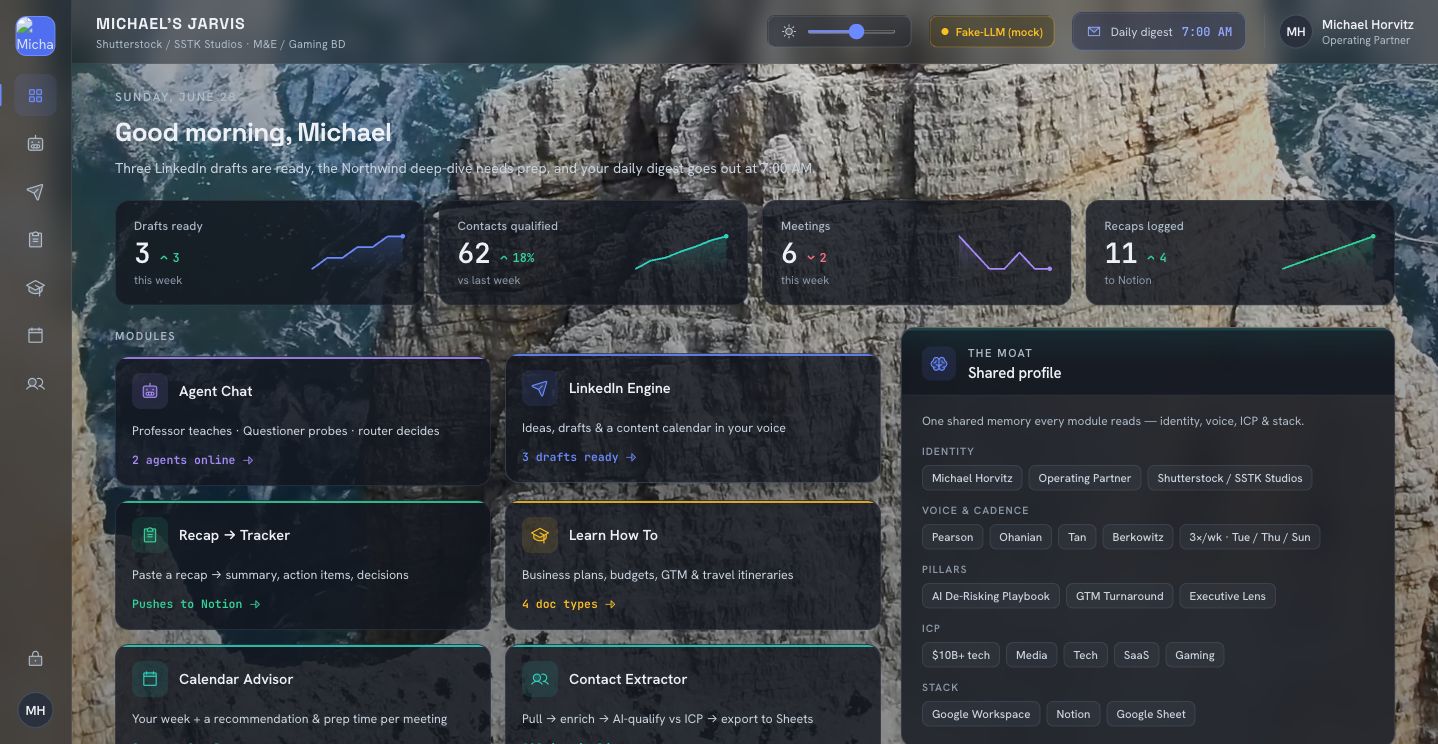 Micha
MICHAEL'S JARVIS
Shutterstock / SSTK Studios · M&E / Gaming BD
Fake-LLM (mock)
Daily digest 7:00 AM
MH
Michael Horvitz
Operating Partner
SUNDAY, JUNE 28
Good morning, Michael
Three LinkedIn drafts are ready, the Northwind deep-dive needs prep, and your daily digest goes out at 7:00 AM.
Drafts ready
3 3
this week
Contacts qualified
62 18%
vs last week
Meetings
6 2
this week
Recaps logged
11 4
to Notion
MODULES
Agent Chat
Professor teaches · Questioner probes · router decides
2 agents online →
LinkedIn Engine
Ideas, drafts & a content calendar in your voice
3 drafts ready →
Recap → Tracker
Paste a recap → summary, action items, decisions
Pushes to Notion →
Learn How To
Business plans, budgets, GTM & travel itineraries
4 doc types →
Calendar Advisor
Your week + a recommendation & prep time per meeting
Contact Extractor
Pull → enrich → AI-qualify vs ICP → export to Sheets
THE MOAT
Shared profile
One shared memory every module reads — identity, voice, ICP & stack.
IDENTITY
Michael Horvitz Operating Partner Shutterstock / SSTK Studios
VOICE & CADENCE
Pearson Ohanian Tan Berkowitz 3×/wk · Tue / Thu / Sun
PILLARS
AI De-Risking Playbook GTM Turnaround Executive Lens
ICP
$10B+ tech Media Tech SaaS Gaming
STACK
Google Workspace Notion Google Sheet
MH